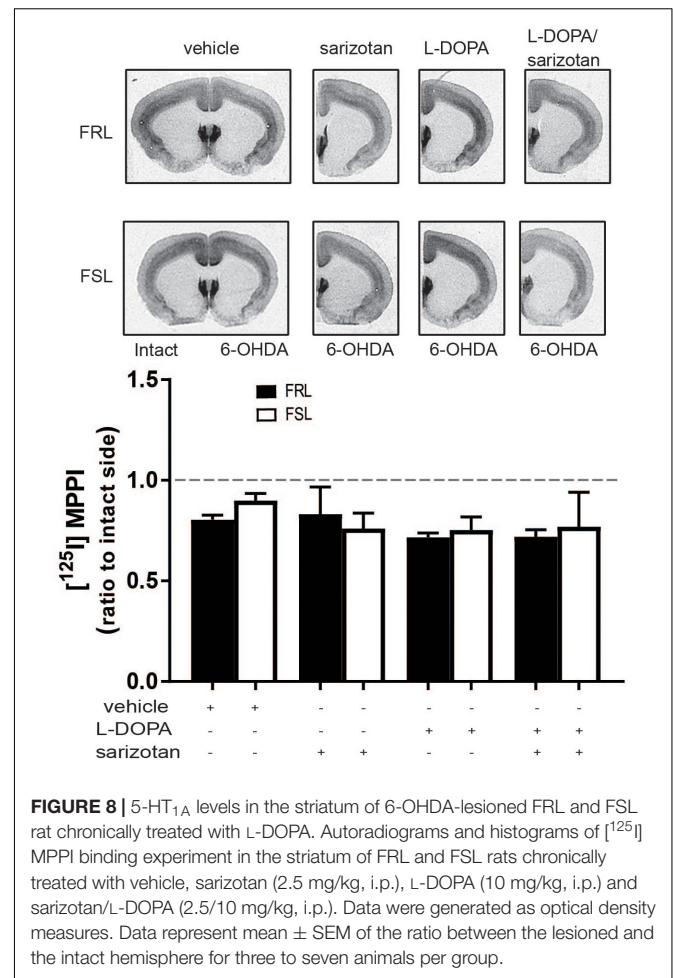 vehicle sarizotan L-DOPA L-DOPA/
sarizotan
FRL
FSL
Intact 6-OHDA 6-OHDA 6-OHDA 6-OHDA
1.5
FRL
FSL
1.0
0.5
0.0
[¹²⁵I] MPPI
(ratio to intact side)
vehicle + + - - - - - -
L-DOPA - - - - + + + +
sarizotan - - + + - - + +
FIGURE 8 | 5-HT₁A levels in the striatum of 6-OHDA-lesioned FRL and FSL
rat chronically treated with L-DOPA. Autoradiograms and histograms of [¹²⁵I]
MPPI binding experiment in the striatum of FRL and FSL rats chronically
treated with vehicle, sarizotan (2.5 mg/kg, i.p.), L-DOPA (10 mg/kg, i.p.) and
sarizotan/L-DOPA (2.5/10 mg/kg, i.p.). Data were generated as optical density
measures. Data represent mean ± SEM of the ratio between the lesioned and
the intact hemisphere for three to seven animals per group.